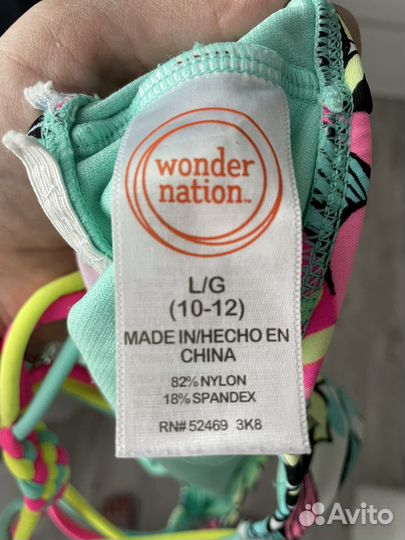 wonder
nation™
L/G
(10-12)
MADE IN/HECHO EN
CHINA
82% NYLON
18% SPANDEX
RN# 52469 3K8
Avito